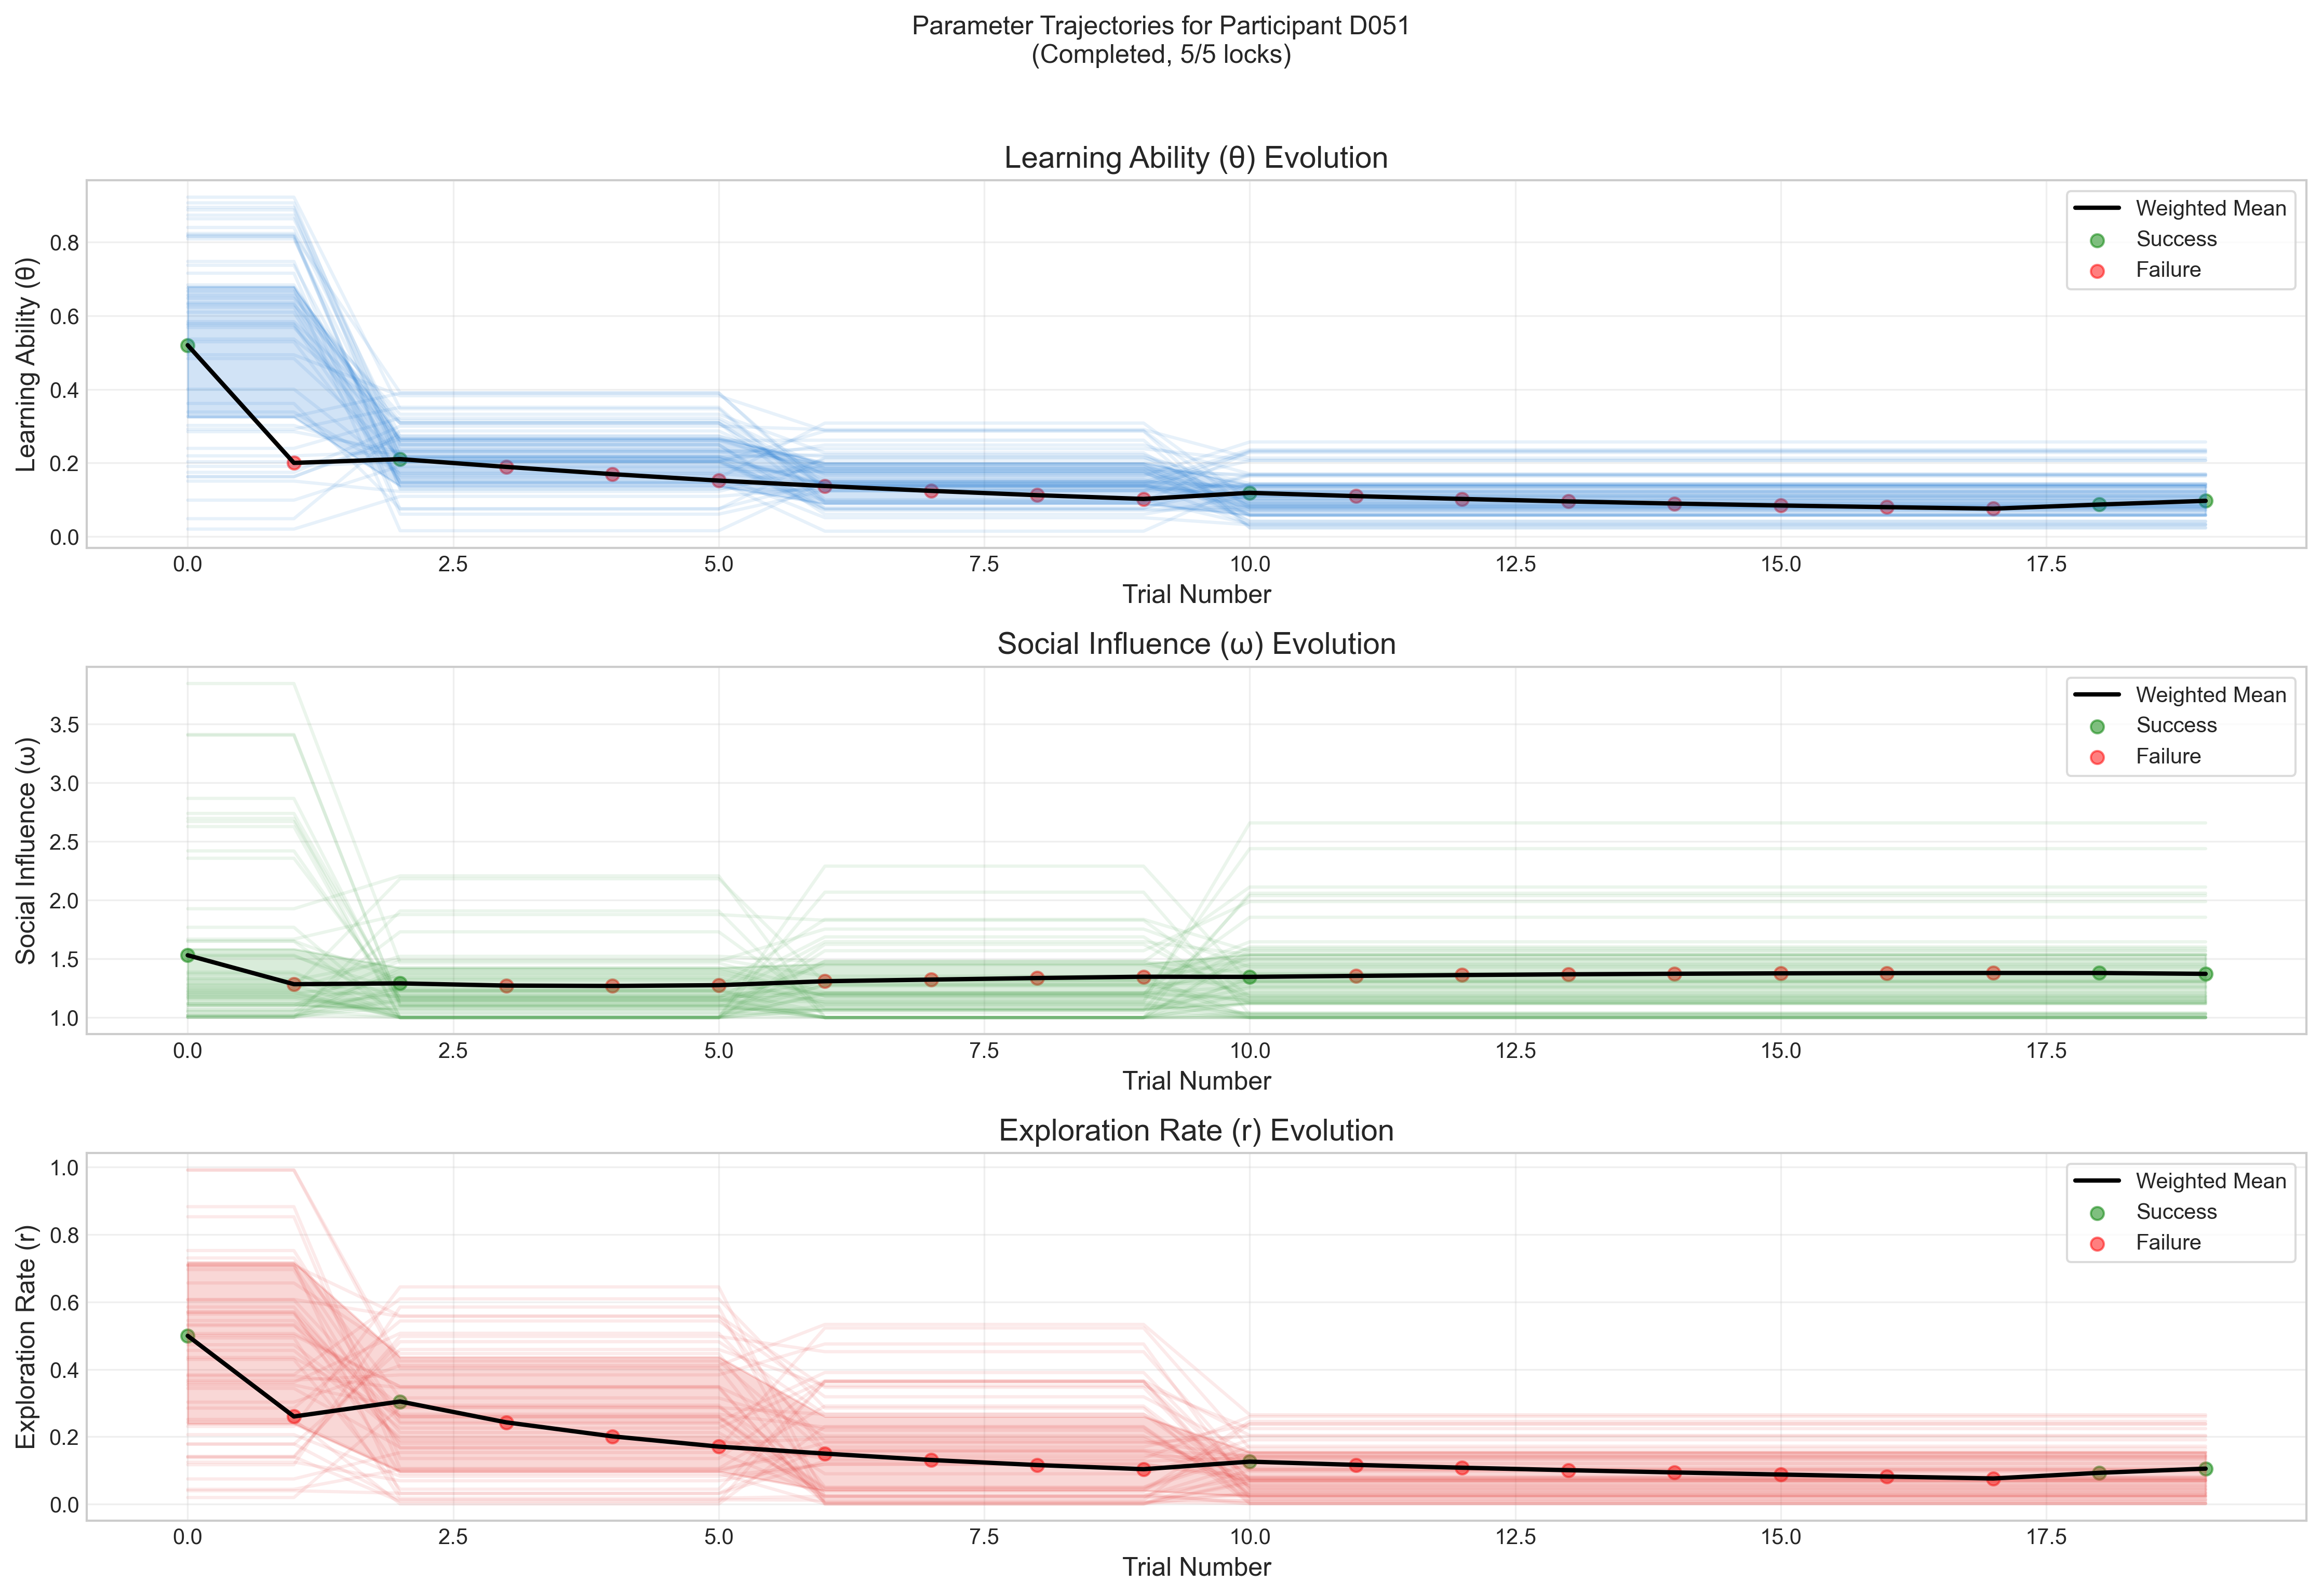 Parameter Trajectories for Participant D051
(Completed, 5/5 locks)
Learning Ability (θ) Evolution
Learning Ability (θ)
0.8
0.6
0.4
0.2
0.0
Weighted Mean
Success
Failure
0.0 2.5 5.0 7.5 10.0 12.5 15.0 17.5
Trial Number
Social Influence (ω) Evolution
Social Influence (ω)
3.5
3.0
2.5
2.0
1.5
1.0
Weighted Mean
Success
Failure
0.0 2.5 5.0 7.5 10.0 12.5 15.0 17.5
Trial Number
Exploration Rate (r) Evolution
Exploration Rate (r)
1.0
0.8
0.6
0.4
0.2
0.0
Weighted Mean
Success
Failure
0.0 2.5 5.0 7.5 10.0 12.5 15.0 17.5
Trial Number